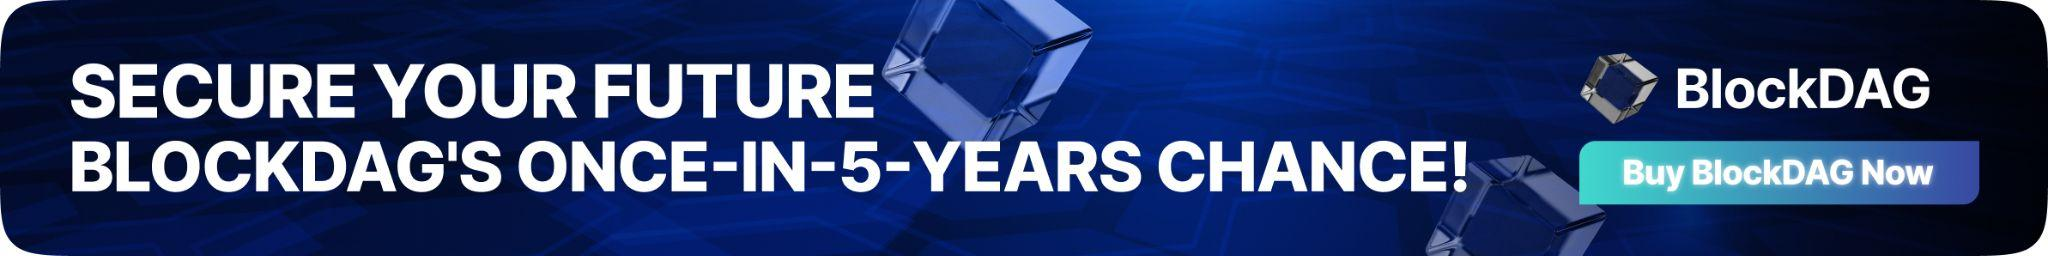 SECURE YOUR FUTURE
BLOCKDAG'S ONCE-IN-5-YEARS CHANCE!
BlockDAG
Buy BlockDAG Now